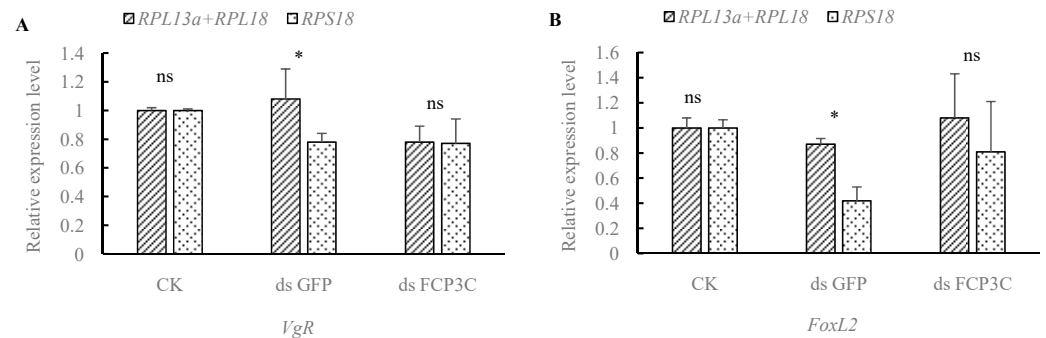 A
RPL13a+RPL18 RPS18
Relative expression level
1.4
1.2
1
0.8
0.6
0.4
0.2
0
ns
*
ns
CK ds GFP ds FCP3C
VgR
B
RPL13a+RPL18 RPS18
Relative expression level
1.6
1.4
1.2
1
0.8
0.6
0.4
0.2
0
ns
*
ns
CK ds GFP ds FCP3C
FoxL2